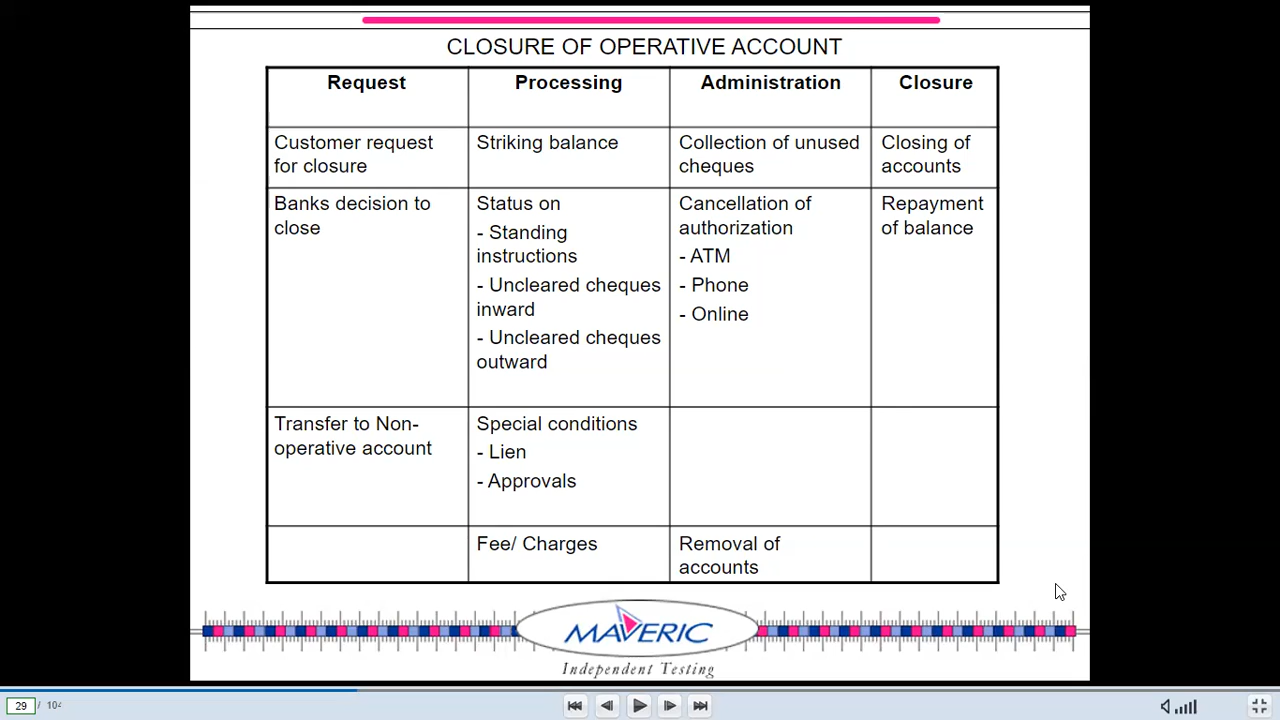 CLOSURE OF OPERATIVE ACCOUNT
Request
Processing
Administration
Closure
Customer request
for closure
Striking balance
Collection of unused
cheques
Closing of
accounts
Banks decision to
close
Status on
- Standing
instructions
- Uncleared cheques
inward
- Uncleared cheques
outward
Cancellation of
authorization
- ATM
- Phone
- Online
Repayment
of balance
Transfer to Non-
operative account
Special conditions
- Lien
- Approvals
Fee/ Charges
Removal of
accounts
MAVERIC
Independent Testing
29 / 104